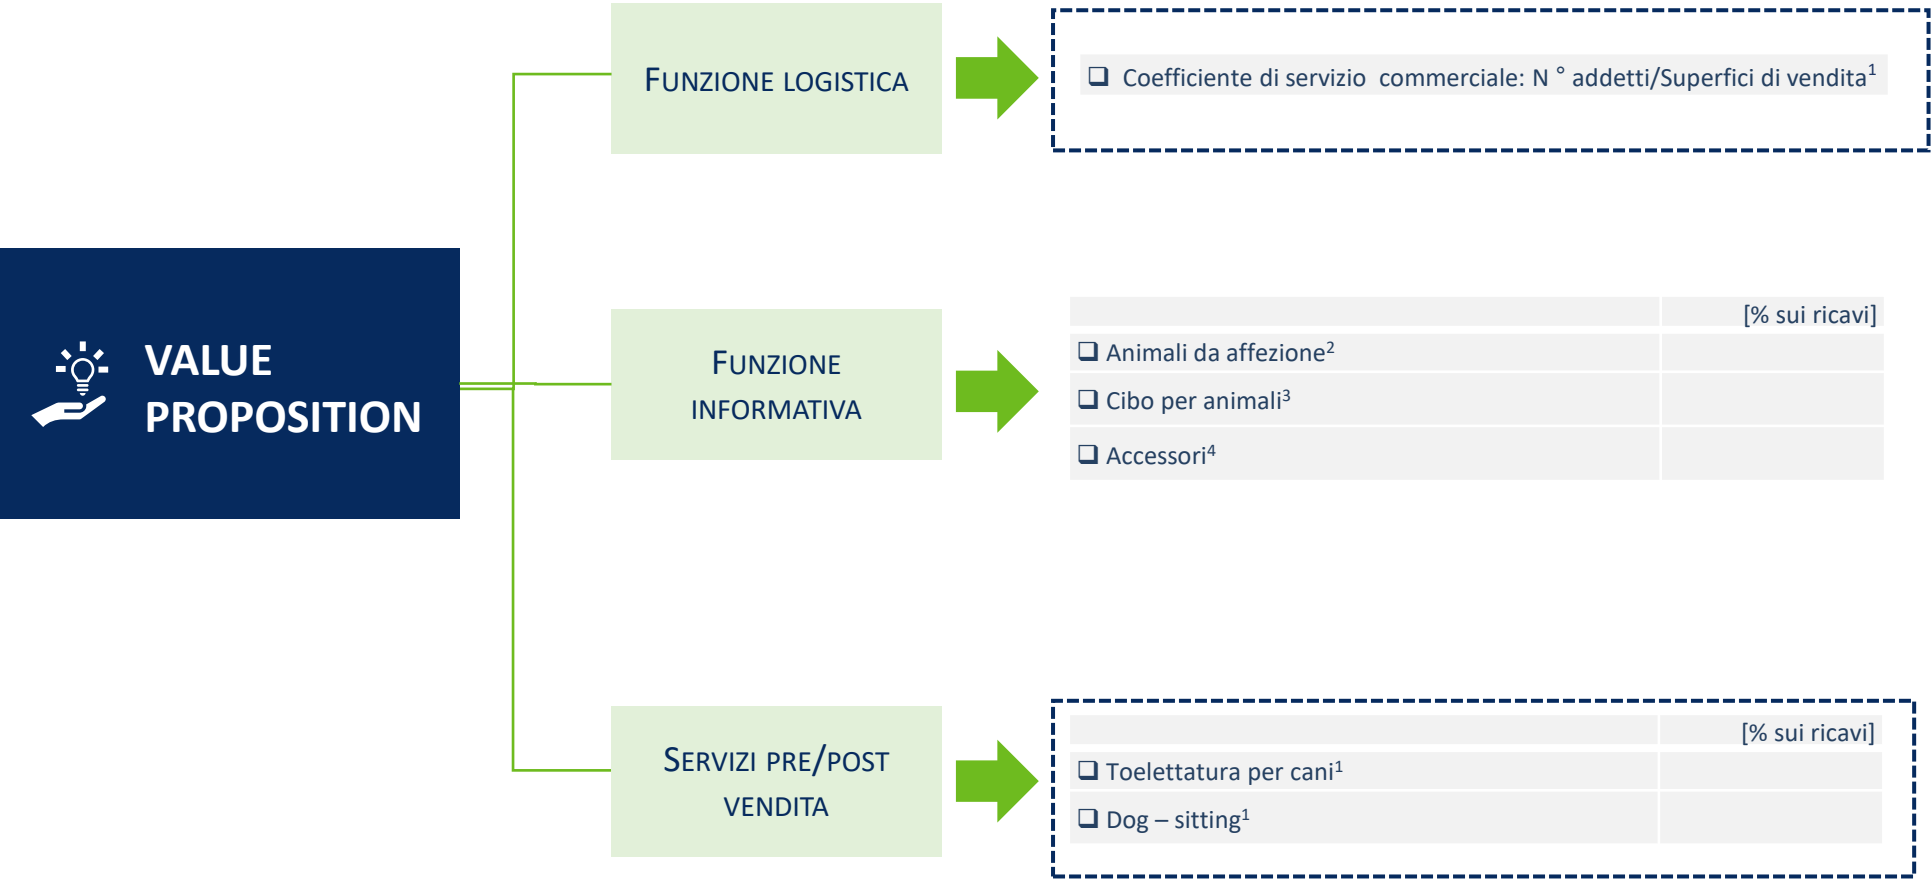 VALUE
PROPOSITION
FUNZIONE LOGISTICA
❑ Coefficiente di servizio commerciale: N ° addetti/Superfici di vendita¹
FUNZIONE
INFORMATIVA
[% sui ricavi]
❑ Animali da affezione²
❑ Cibo per animali³
❑ Accessori⁴
SERVIZI PRE/POST
VENDITA
[% sui ricavi]
❑ Toelettatura per cani¹
❑ Dog – sitting¹